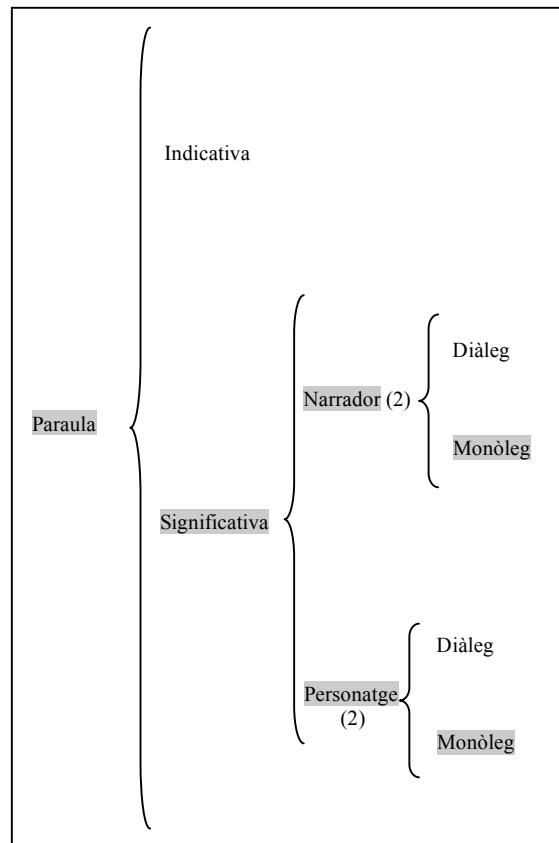 Indicativa
Diàleg
Narrador (2)
Paraula
Monòleg
Significativa
Diàleg
Personatge
(2)
Monòleg